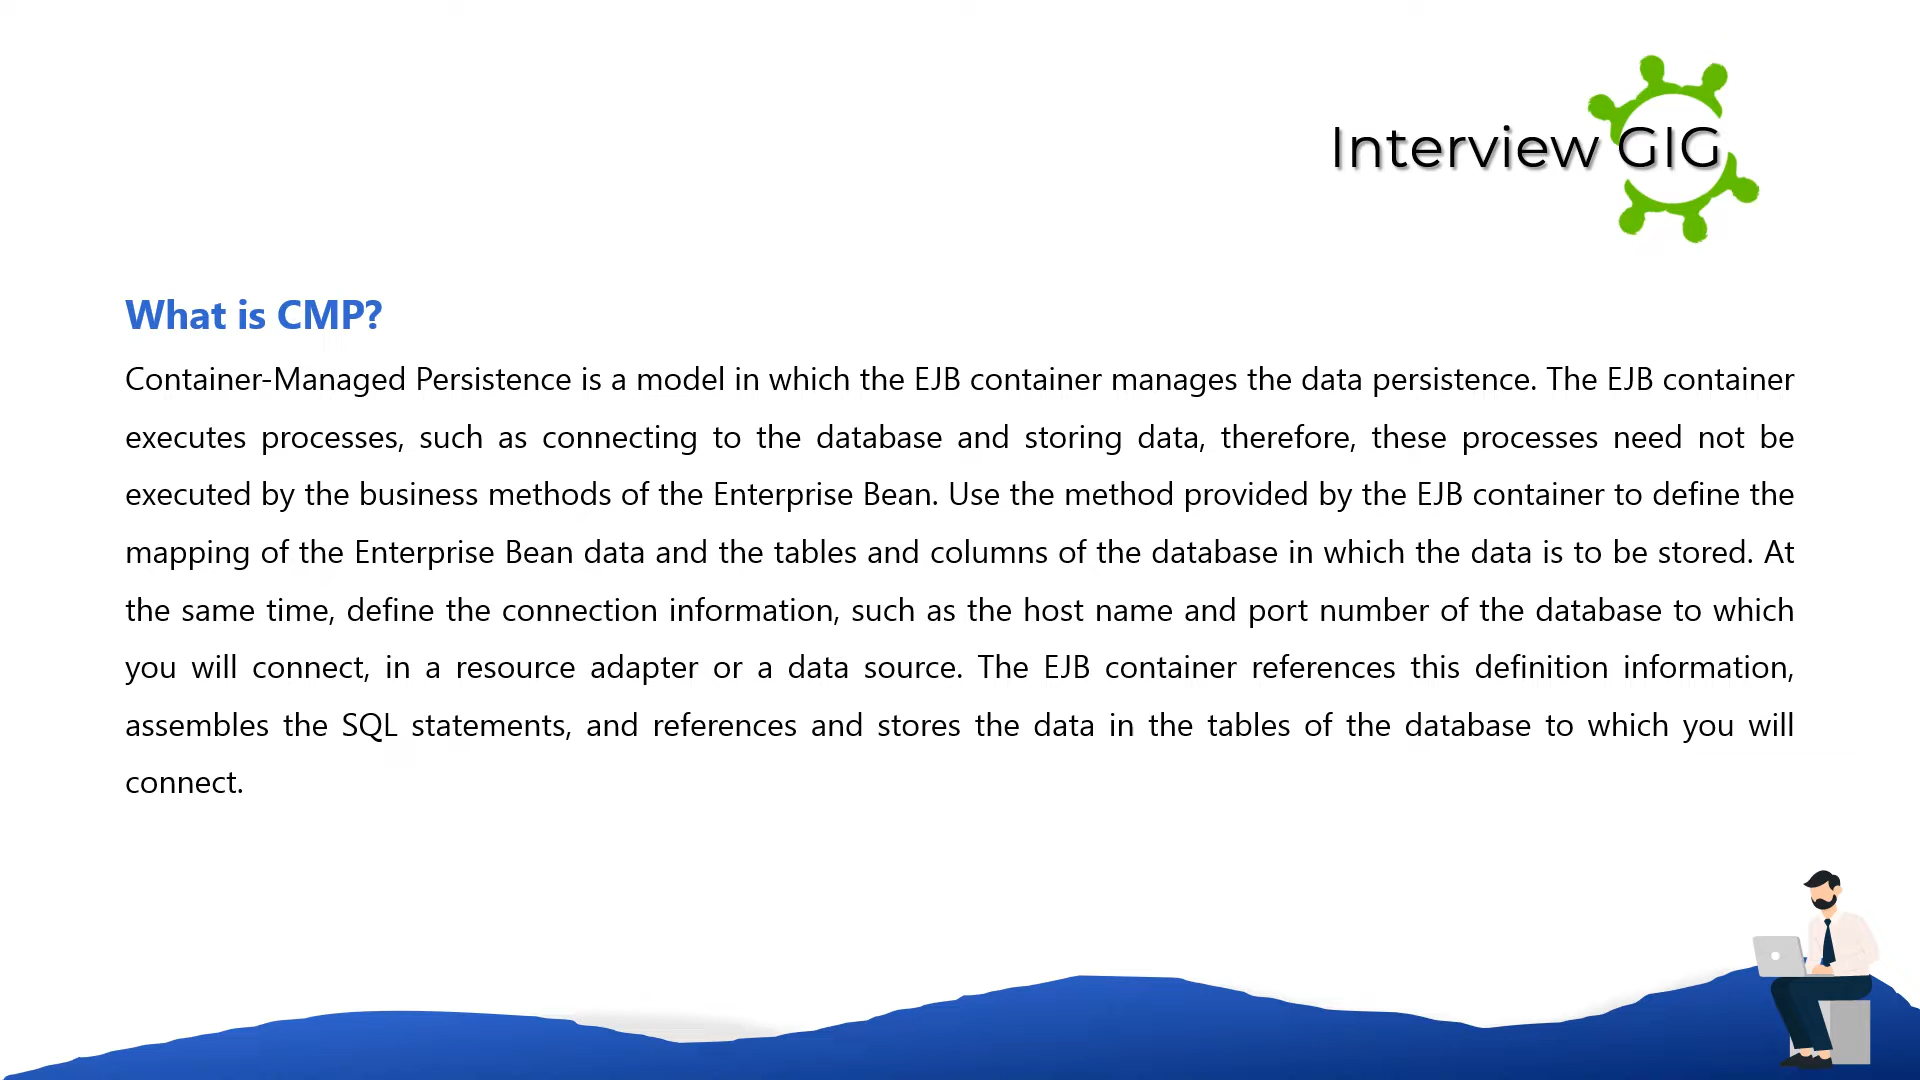 Interview GIG
What is CMP?
Container-Managed Persistence is a model in which the EJB container manages the data persistence. The EJB container
executes processes, such as connecting to the database and storing data, therefore, these processes need not be
executed by the business methods of the Enterprise Bean. Use the method provided by the EJB container to define the
mapping of the Enterprise Bean data and the tables and columns of the database in which the data is to be stored. At
the same time, define the connection information, such as the host name and port number of the database to which
you will connect, in a resource adapter or a data source. The EJB container references this definition information,
assembles the SQL statements, and references and stores the data in the tables of the database to which you will
connect.